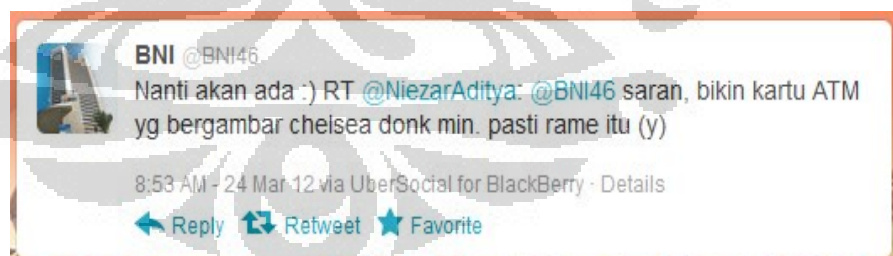 BNI @BNI46
Nanti akan ada :) RT @NiezarAditya: @BNI46 saran, bikin kartu ATM
yg bergambar chelsea donk min. pasti rame itu (y)
8:53 AM - 24 Mar 12 via UberSocial for BlackBerry · Details
Reply Retweet Favorite